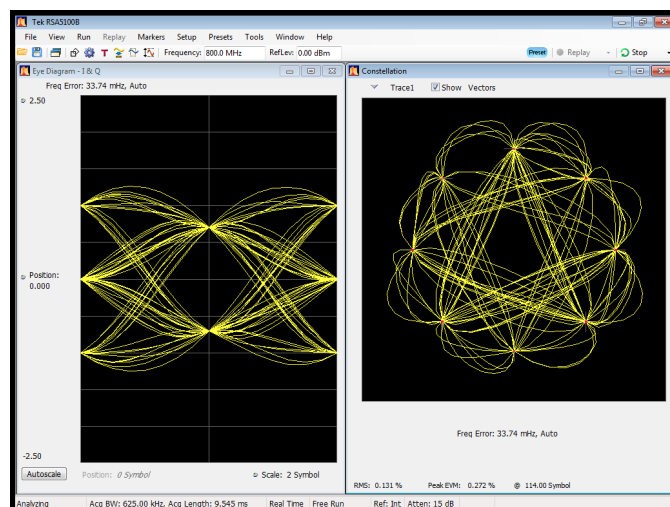 Tek RSA5100B
File View Run Replay Markers Setup Presets Tools Window Help
Frequency: 800.0 MHz RefLev: 0.00 dBm Preset Replay Stop
Eye Diagram - I & Q
Freq Error: 33.74 mHz, Auto
2.50
Position:
0.000
-2.50
Autoscale Position: 0 Symbol Scale: 2 Symbol
Constellation
Trace1 Show Vectors
Freq Error: 33.74 mHz, Auto
RMS: 0.131 % Peak EVM: 0.272 % @ 114.00 Symbol
Analyzing Acq BW: 625.00 kHz, Acq Length: 9.545 ms Real Time Free Run Ref: Int Atten: 15 dB